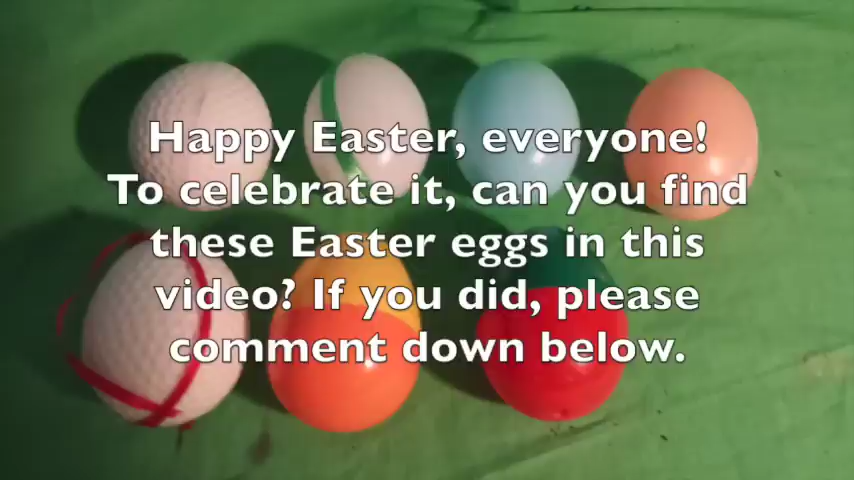 Happy Easter, everyone!
To celebrate it, can you find
these Easter eggs in this
video? If you did, please
comment down below.